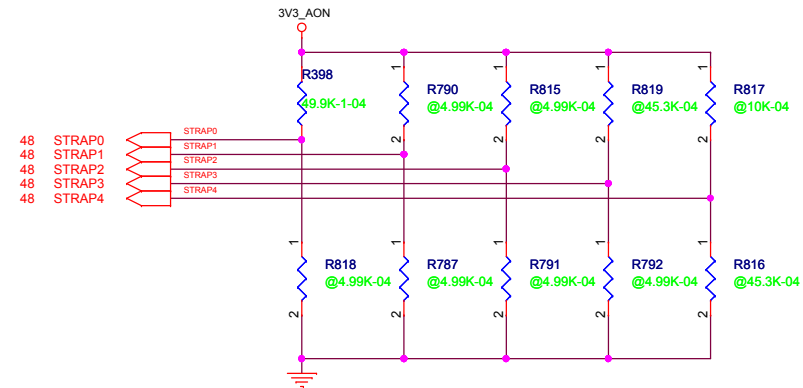 3V3_AON
R398
49.9K-1-04
1
R790
@4.99K-04
2
1
R815
@4.99K-04
2
1
R819
@45.3K-04
2
1
R817
@10K-04
2
48 STRAP0 STRAP0
48 STRAP1 STRAP1
48 STRAP2 STRAP2
48 STRAP3 STRAP3
48 STRAP4 STRAP4
1
R818
@4.99K-04
2
1
R787
@4.99K-04
2
1
R791
@4.99K-04
2
1
R792
@4.99K-04
2
1
R816
@45.3K-04
2